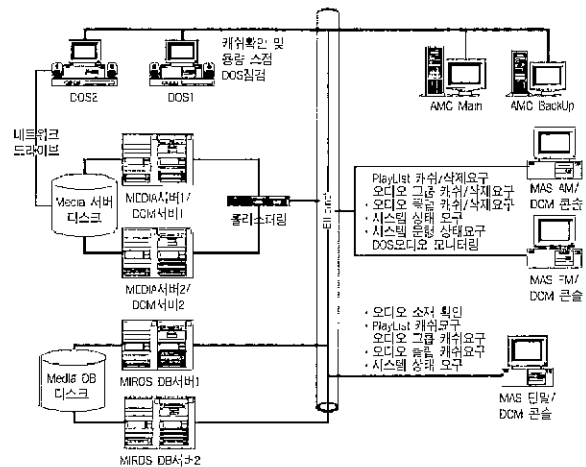 캐쉬확인 및
용량 조정
DOS점검
DOS2
DOS1
AMC Main
AMC BackUp
네트워크
드라이브
Media 서버
디스크
MEDIA서버1/
DCM서버1
클러스터링
MEDIA서버2/
DCM서버2
PlayList 캐쉬/삭제요구
오디오 그룹 캐쉬/삭제요구
· 오디오 클립 캐쉬/삭제요구
· 시스템 상태 요구
· 시스템 운형 상태요구
DOS오디오 모니터링
MAS AM/
DCM 콘솔
MAS FM/
DCM 콘솔
Media DB
디스크
MIROS DB서버1
MIROS DB서버2
· 오디오 소재 확인
· PlayList 캐쉬요구
오디오 그룹 캐쉬요구
· 오디오 클립 캐쉬요구
· 시스템 상태 요구
MAS 단말/
DCM 콘솔